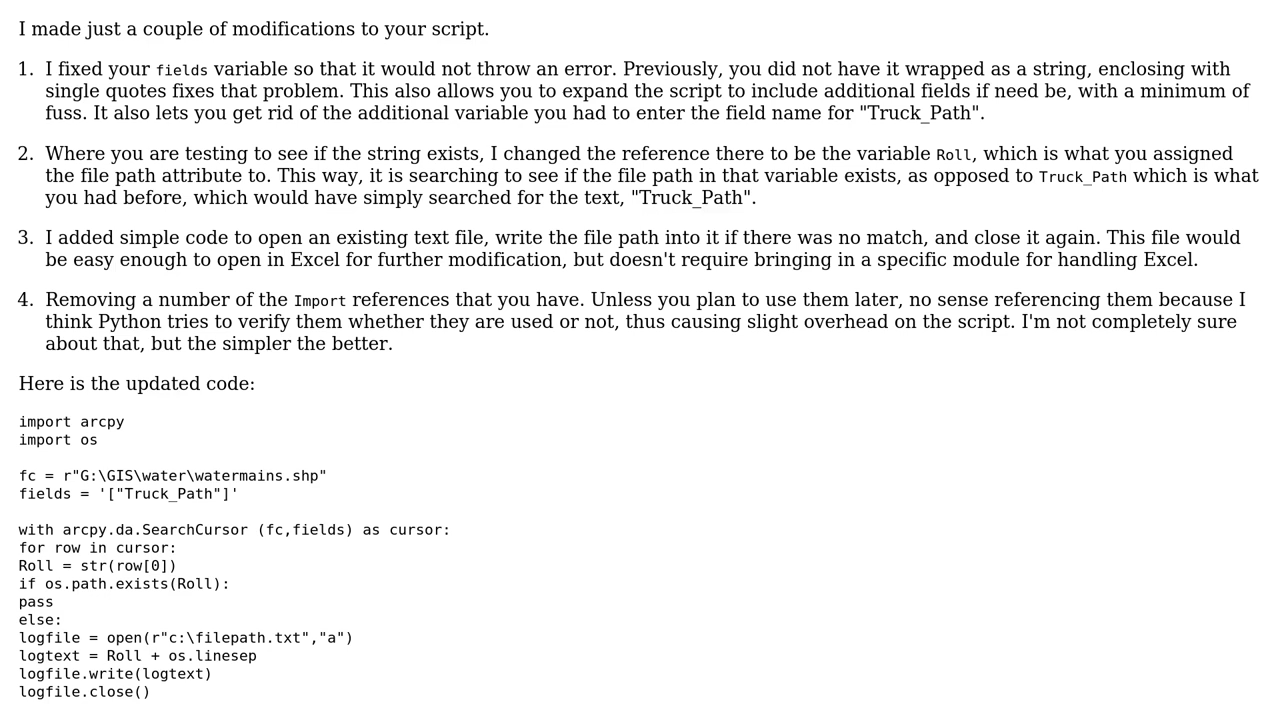 I made just a couple of modifications to your script.
1. I fixed your fields variable so that it would not throw an error. Previously, you did not have it wrapped as a string, enclosing with
single quotes fixes that problem. This also allows you to expand the script to include additional fields if need be, with a minimum of
fuss. It also lets you get rid of the additional variable you had to enter the field name for "Truck_Path".
2. Where you are testing to see if the string exists, I changed the reference there to be the variable Roll, which is what you assigned
the file path attribute to. This way, it is searching to see if the file path in that variable exists, as opposed to Truck_Path which is what
you had before, which would have simply searched for the text, "Truck_Path".
3. I added simple code to open an existing text file, write the file path into it if there was no match, and close it again. This file would
be easy enough to open in Excel for further modification, but doesn't require bringing in a specific module for handling Excel.
4. Removing a number of the Import references that you have. Unless you plan to use them later, no sense referencing them because I
think Python tries to verify them whether they are used or not, thus causing slight overhead on the script. I'm not completely sure
about that, but the simpler the better.
Here is the updated code:
import arcpy
import os
fc = r"G:\GIS\water\watermains.shp"
fields = '["Truck_Path"]'
with arcpy.da.SearchCursor (fc,fields) as cursor:
for row in cursor:
Roll = str(row[0])
if os.path.exists(Roll):
pass
else:
logfile = open(r"c:\filepath.txt","a")
logtext = Roll + os.linesep
logfile.write(logtext)
logfile.close()